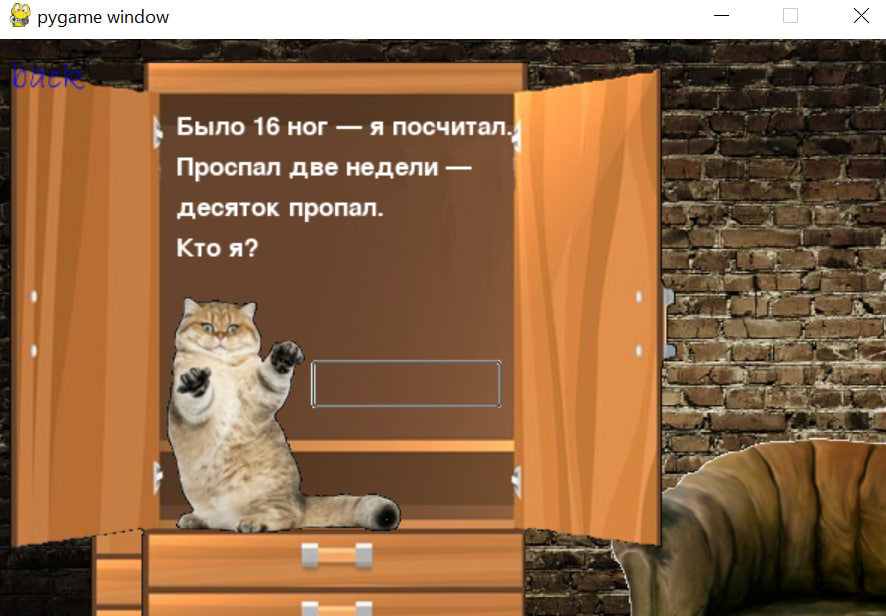 pygame window
back
Было 16 ног — я посчитал.
Проспал две недели —
десяток пропал.
Кто я?